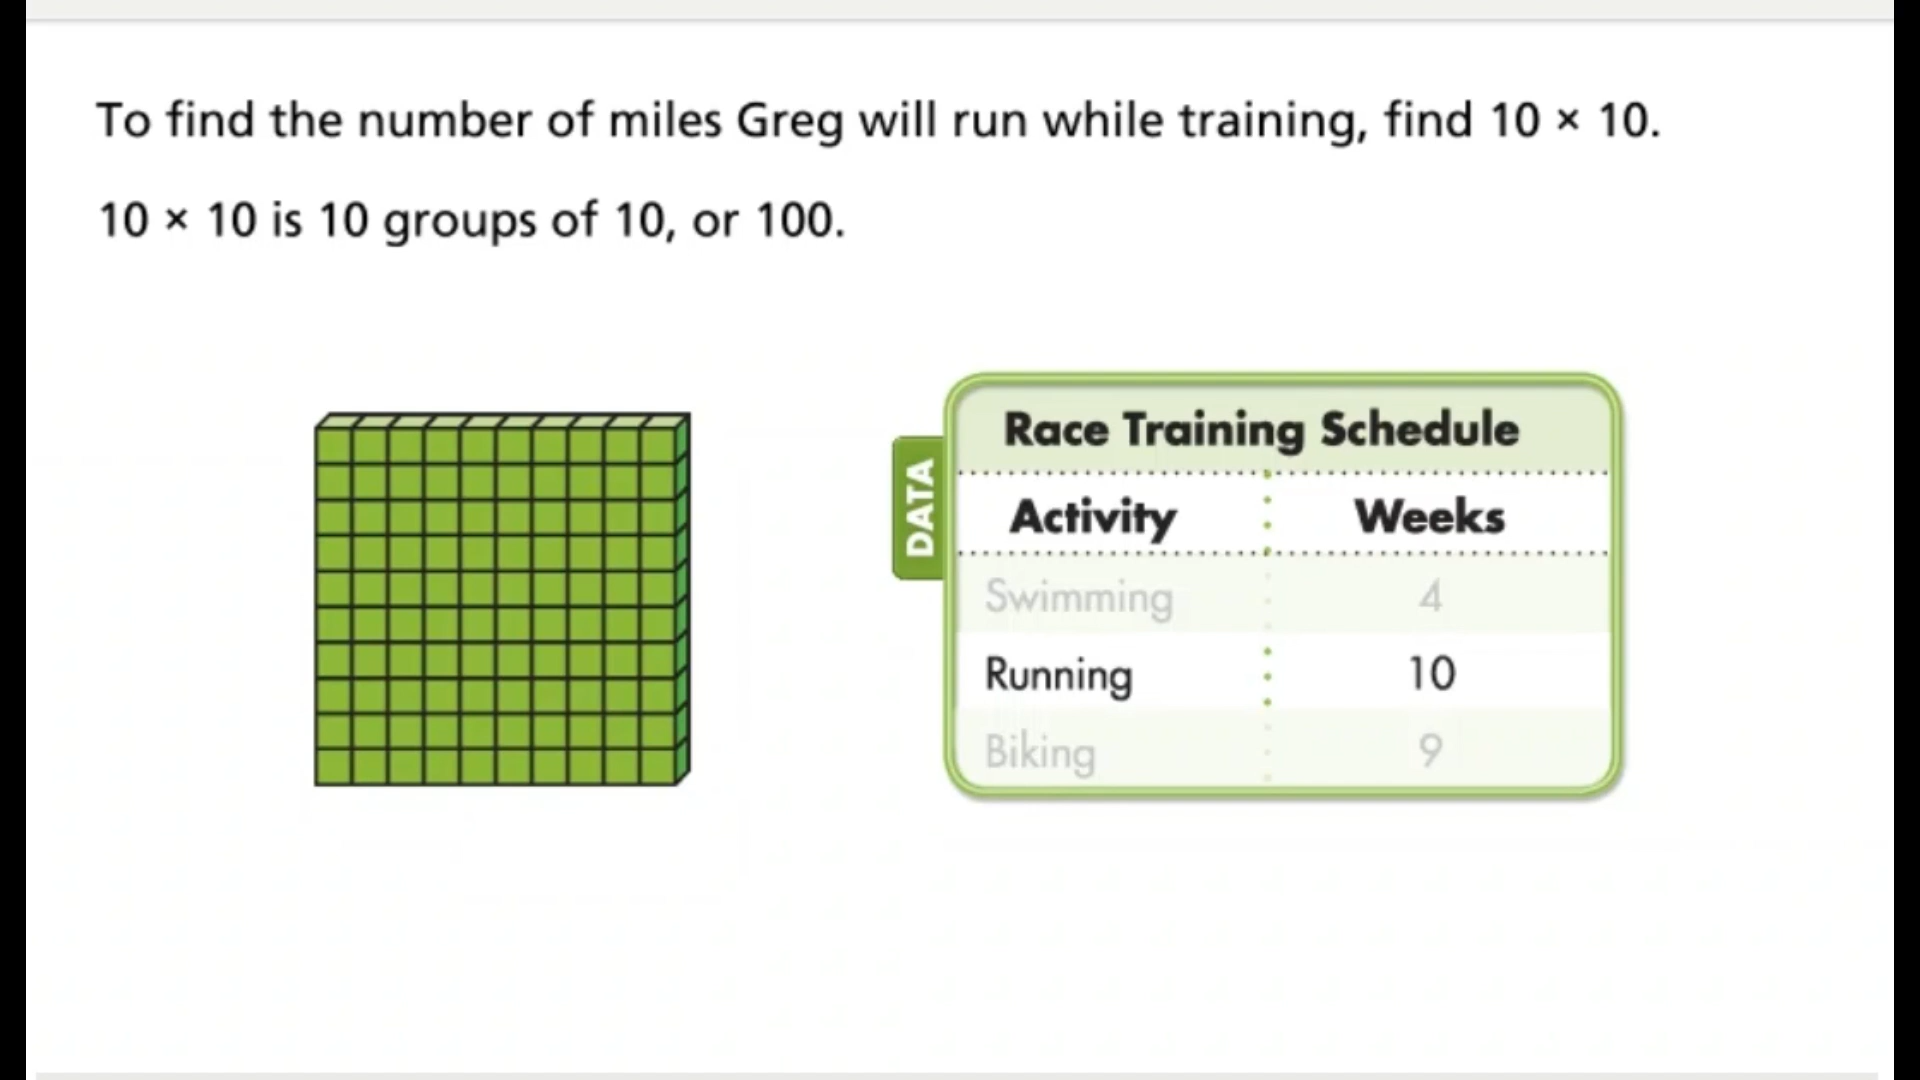 To find the number of miles Greg will run while training, find 10 × 10.
10 × 10 is 10 groups of 10, or 100.
DATA
Race Training Schedule
Activity Weeks
Swimming 4
Running 10
Biking 9